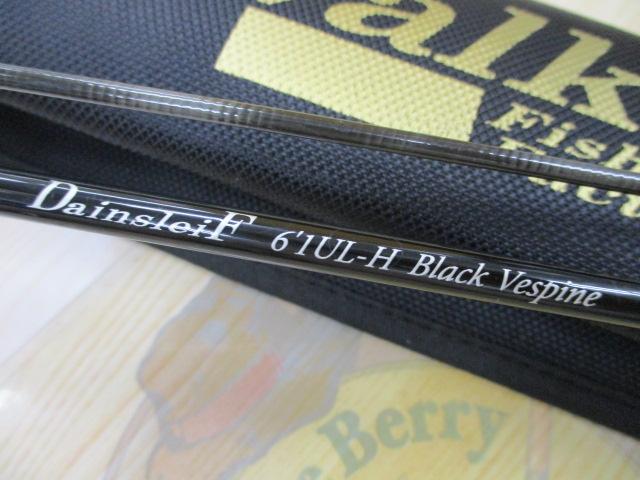 alk
Fish
DainsleiF 6'1UL-H Black Vespine
Berry